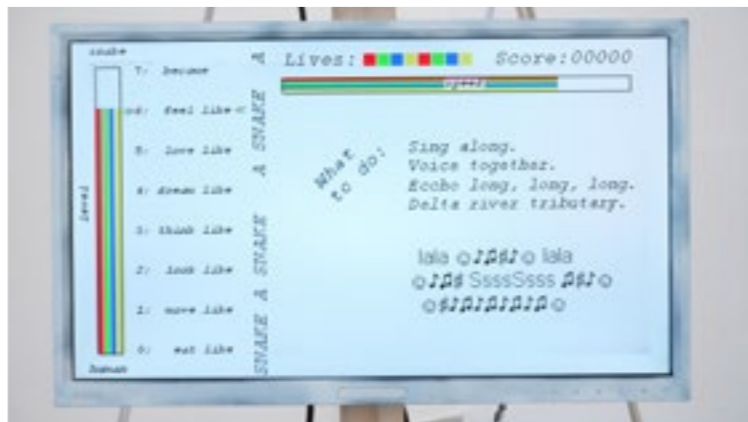 snake
7: become
6: feel like <
5: love like
4: dream like
3: think like
2: look like
1: move like
0: eat like
human
level
SNAKE A SNAKE A SNAKE A
Lives: Score:00000
speed
What
to do:
Sing along.
Voice together.
Eccho long, long, long.
Delta river tributary.
lala ☺♪♫♯♪☺ lala
☺♪♫♯ SsssSsss ♫♯♪☺
☺♯♪♫♪♫♪♫♪♫☺